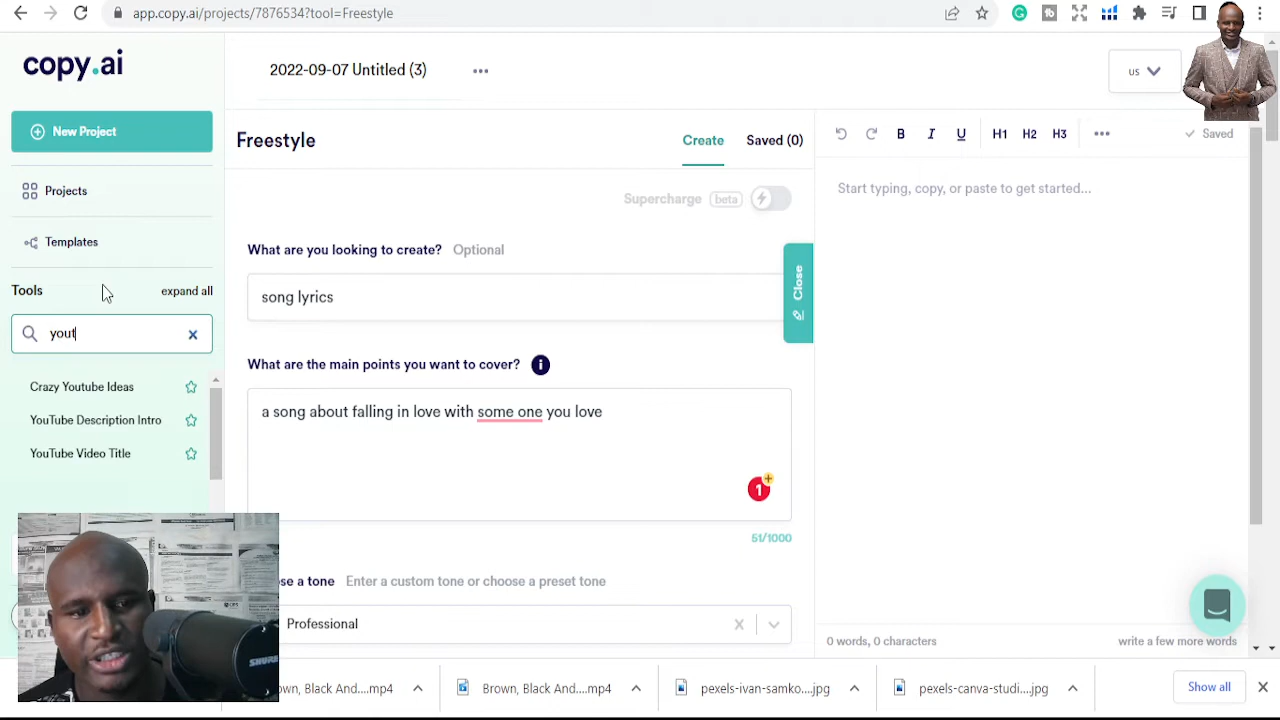 app.copy.ai/projects/7876534?tool=Freestyle
copy.ai
2022-09-07 Untitled (3)
us
New Project
Projects
Templates
Tools
expand all
yout
Crazy Youtube Ideas
YouTube Description Intro
YouTube Video Title
Freestyle
Create
Saved (0)
Supercharge beta
What are you looking to create? Optional
song lyrics
What are the main points you want to cover?
a song about falling in love with some one you love
1
51/1000
a tone Enter a custom tone or choose a preset tone
Professional
Close
B I U H1 H2 H3
Saved
Start typing, copy, or paste to get started...
0 words, 0 characters
write a few more words
SHURE
Black And....mp4
Brown, Black And....mp4
pexels-ivan-samko....jpg
pexels-canva-studi....jpg
Show all